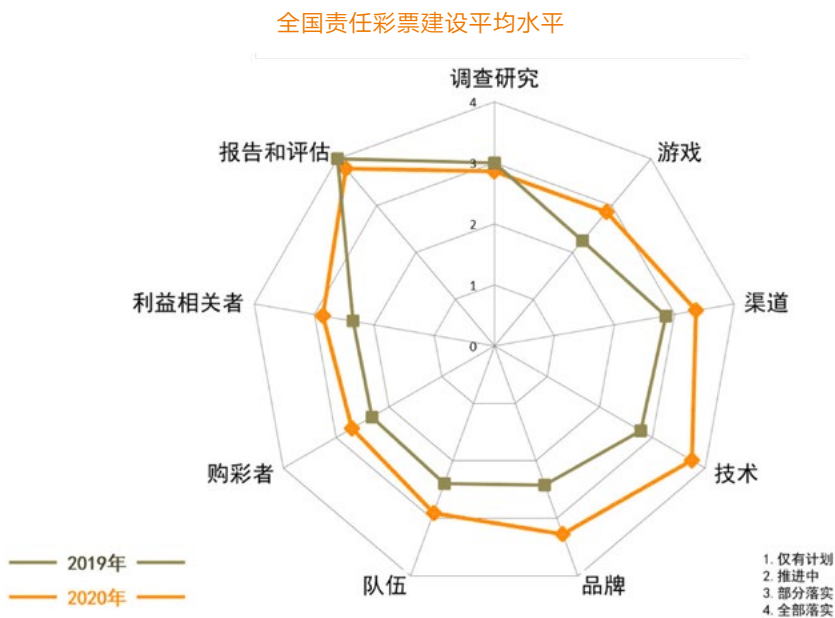 全国责任彩票建设平均水平
调查研究
4
报告和评估
游戏
3
2
利益相关者
渠道
1
0
购彩者
技术
队伍
品牌
2019年
2020年
1. 仅有计划
2. 推进中
3. 部分落实
4. 全部落实